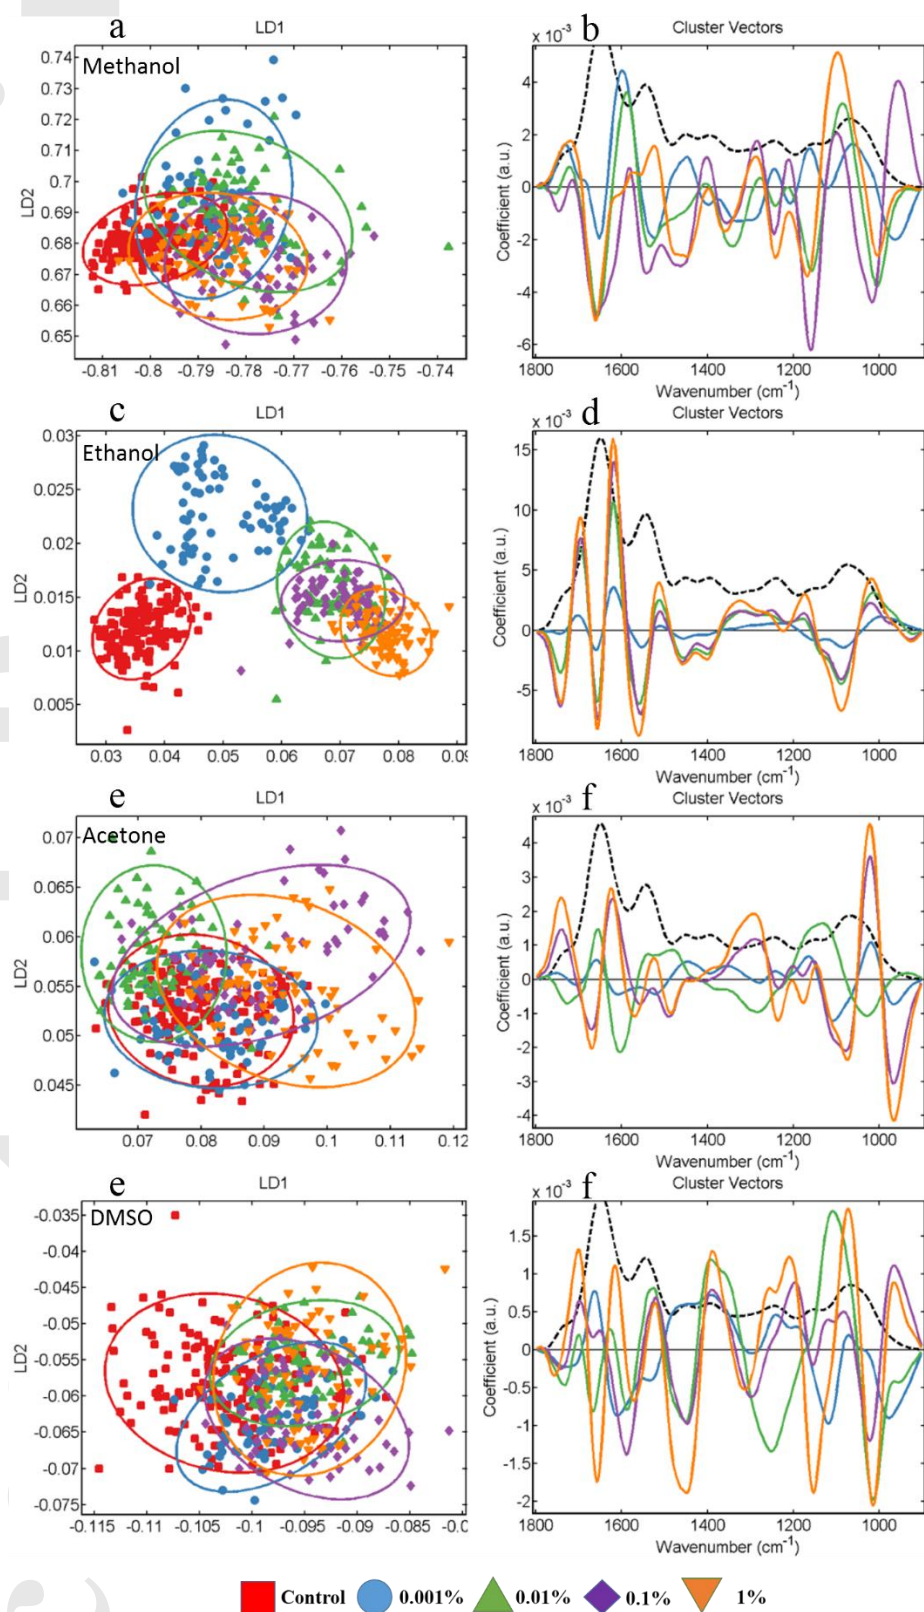 a
LD1
Methanol
LD2
0.74
0.73
0.72
0.71
0.7
0.69
0.68
0.67
0.66
0.65
-0.81 -0.8 -0.79 -0.78 -0.77 -0.76 -0.75 -0.74
b
Cluster Vectors
x 10⁻³
Coefficient (a.u.)
4
2
0
-2
-4
-6
1800 1600 1400 1200 1000
Wavenumber (cm⁻¹)
c
LD1
Ethanol
LD2
0.03
0.025
0.02
0.015
0.01
0.005
0.03 0.04 0.05 0.06 0.07 0.08
d
Cluster Vectors
x 10⁻³
Coefficient (a.u.)
15
10
5
0
-5
1800 1600 1400 1200 1000
Wavenumber (cm⁻¹)
e
LD1
Acetone
LD2
0.07
0.065
0.06
0.055
0.05
0.045
0.07 0.08 0.09 0.1 0.11 0.12
f
Cluster Vectors
x 10⁻³
Coefficient (a.u.)
4
3
2
1
0
-1
-2
-3
-4
1800 1600 1400 1200 1000
Wavenumber (cm⁻¹)
e
LD1
DMSO
LD2
-0.035
-0.04
-0.045
-0.05
-0.055
-0.06
-0.065
-0.07
-0.075
-0.115 -0.11 -0.105 -0.1 -0.095 -0.09 -0.085
f
Cluster Vectors
x 10⁻³
Coefficient (a.u.)
1.5
1
0.5
0
-0.5
-1
-1.5
-2
1800 1600 1400 1200 1000
Wavenumber (cm⁻¹)
Control 0.001% 0.01% 0.1% 1%